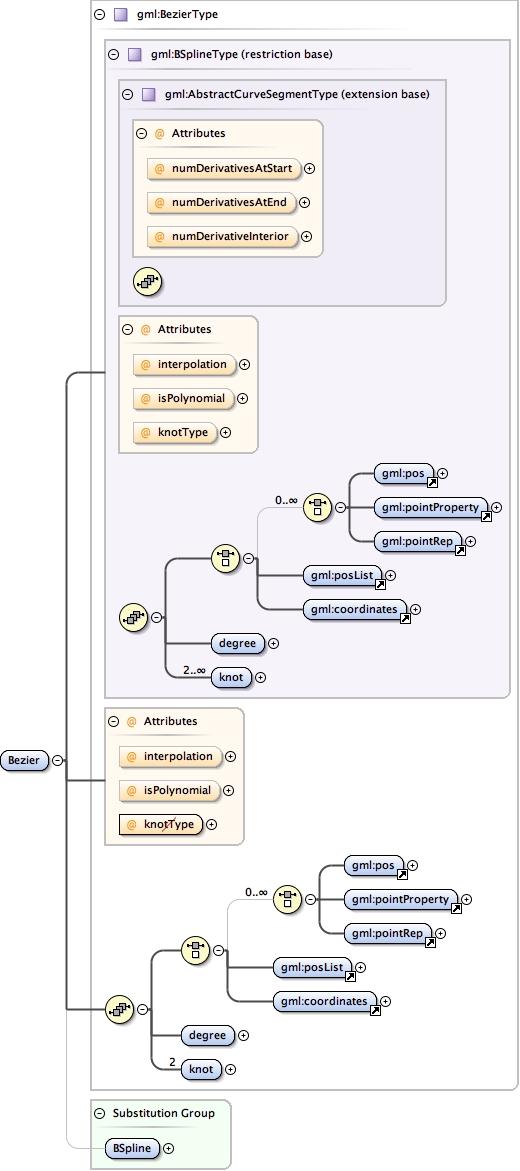 gml:BezierType
gml:BSplineType (restriction base)
gml:AbstractCurveSegmentType (extension base)
@ Attributes
@ numDerivativesAtStart
@ numDerivativesAtEnd
@ numDerivativeInterior
@ Attributes
@ interpolation
@ isPolynomial
@ knotType
gml:pos
0..∞
gml:pointProperty
gml:pointRep
gml:posList
gml:coordinates
degree
2..∞
knot
@ Attributes
Bezier
@ interpolation
@ isPolynomial
@ knotType
gml:pos
0..∞
gml:pointProperty
gml:pointRep
gml:posList
gml:coordinates
degree
2
knot
Substitution Group
BSpline